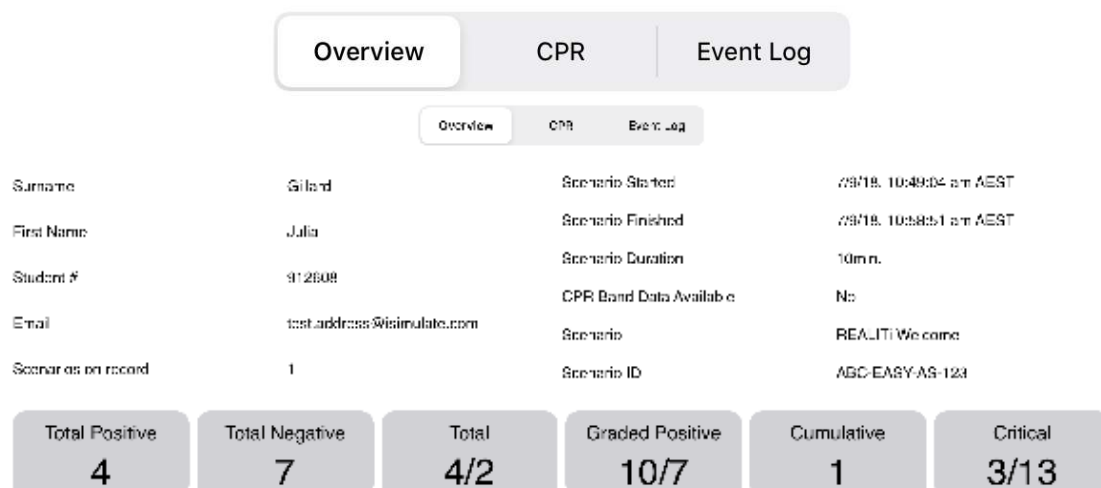 Overview CPR Event Log
Overview CPR Event Log
Surname Gillard
First Name Julia
Student # 912608
Email test.address@isimulate.com
Scenarios on record 1
Scenario Started 7/9/18, 10:49:04 am AEST
Scenario Finished 7/9/18, 10:58:51 am AEST
Scenario Duration 10min.
CPR Band Data Available No
Scenario REALITi Welcome
Scenario ID ABC-EASY-AS-123
Total Positive Total Negative Total Graded Positive Cumulative Critical
4 7 4/2 10/7 1 3/13